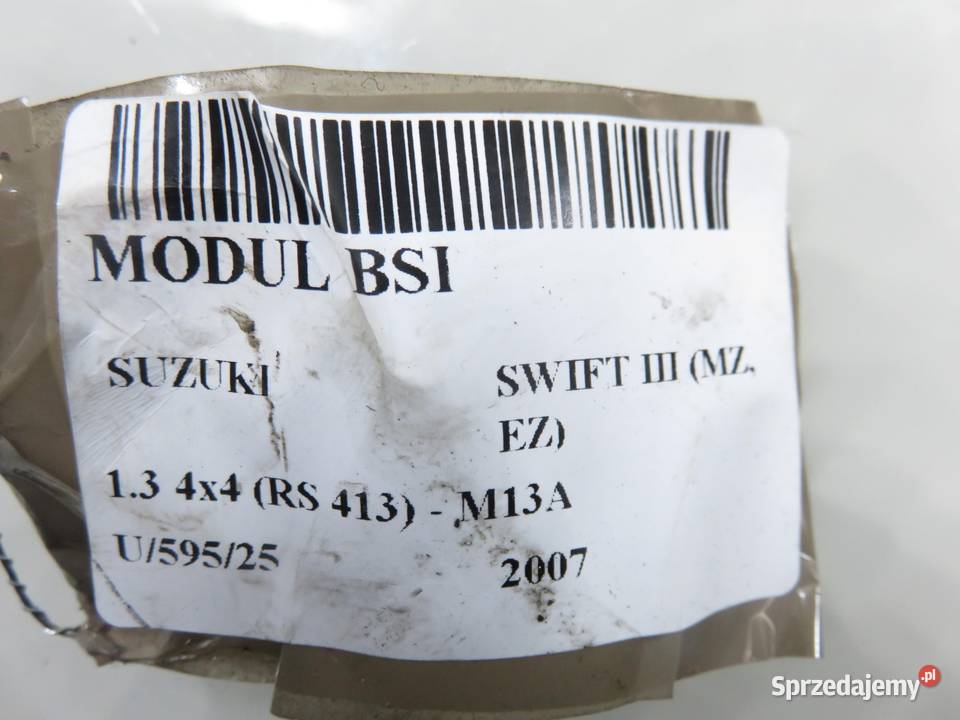 MODUL BSI
SUZUKI SWIFT III (MZ,
EZ)
1.3 4x4 (RS 413) - M13A
U/595/25 2007
Sprzedajemy.pl